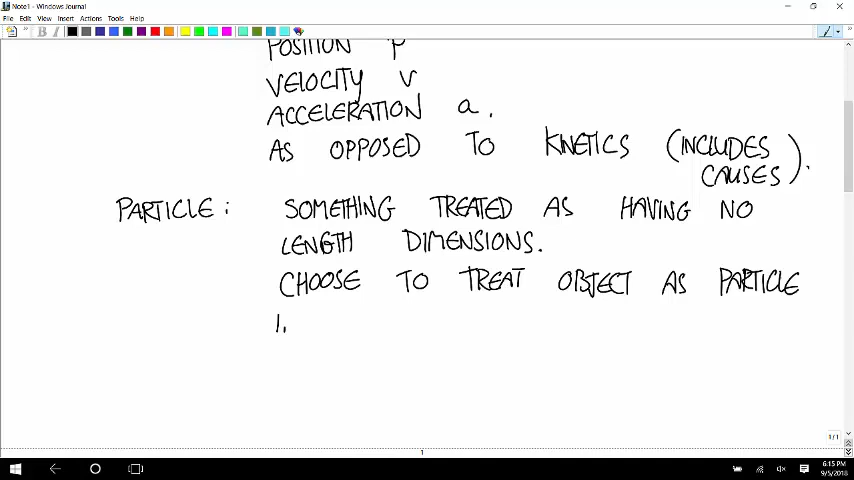 Note1 - Windows Journal
File Edit View Insert Actions Tools Help
B I
POSITION P
VELOCITY V
ACCELERATION a.
AS OPPOSED TO KINETICS (INCLUDES
CAUSES).
PARTICLE: SOMETHING TREATED AS HAVING NO
LENGTH DIMENSIONS.
CHOOSE TO TREAT OBJECT AS PARTICLE
1.
1/1
1
6:15 PM
9/5/2018